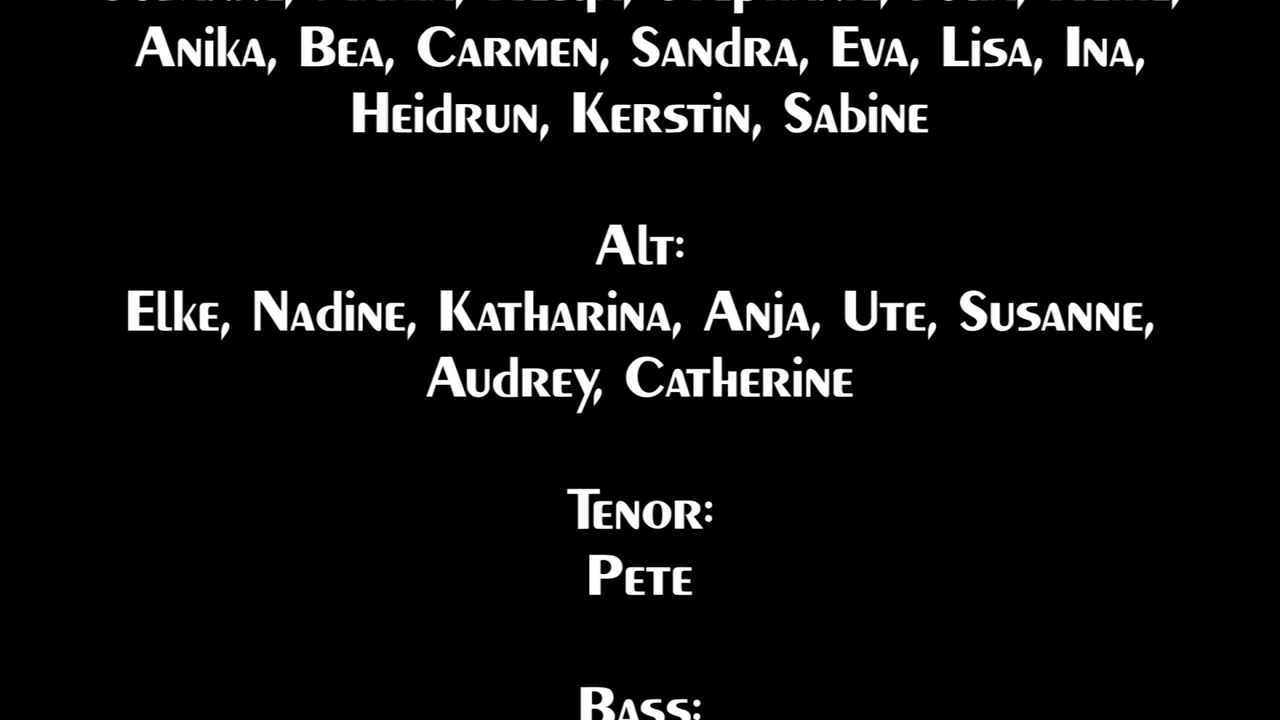 Anika, Bea, Carmen, Sandra, Eva, Lisa, Ina,
Heidrun, Kerstin, Sabine
Alt:
Elke, Nadine, Katharina, Anja, Ute, Susanne,
Audrey, Catherine
Tenor:
Pete
Bass: